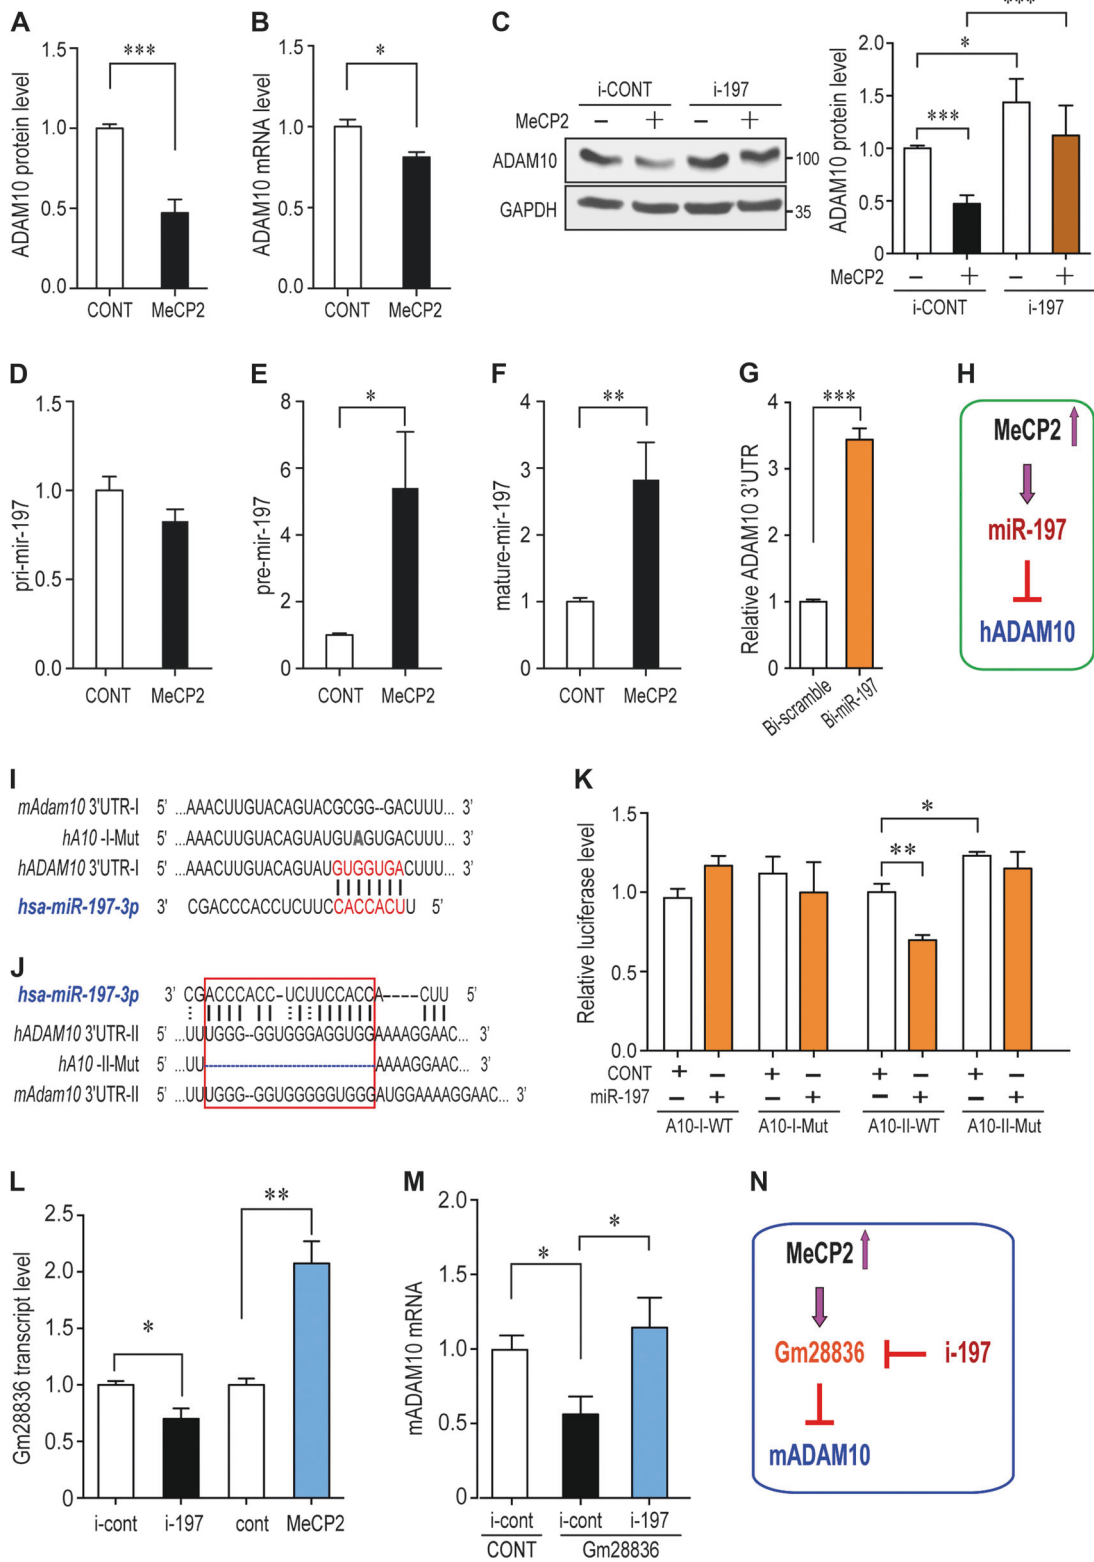 A
ADAM10 protein level
1.5
1.0
0.5
0.0
***
CONT MeCP2
B
ADAM10 mRNA level
1.5
1.0
0.5
0.0
*
CONT MeCP2
C
i-CONT i-197
MeCP2 − + − +
ADAM10
100
GAPDH
35
ADAM10 protein level
2.0
1.5
1.0
0.5
0
***
*
***
MeCP2 − + − +
i-CONT i-197
D
pri-mir-197
1.5
1.0
0.5
0.0
CONT MeCP2
E
pre-mir-197
8
6
4
2
0
*
CONT MeCP2
F
mature-mir-197
4
3
2
1
0
**
CONT MeCP2
G
Relative ADAM10 3'UTR
4
3
2
1
0
***
Bi-scramble
Bi-miR-197
H
MeCP2
miR-197
hADAM10
I
mAdam10 3'UTR-I 5' ...AAACUUGUACAGUACGCGG--GACUUU... 3'
hA10 -I-Mut 5' ...AAACUUGUACAGUAUGUAGUGACUUU... 3'
hADAM10 3'UTR-I 5' ...AAACUUGUACAGUAUGUGGUGACUUU... 3'
hsa-miR-197-3p 3' CGACCCACCUCUUCCACCACUU 5'
J
hsa-miR-197-3p 3' CGACCCACC-UCUUCCACCA----CUU 5'
hADAM10 3'UTR-II 5' ...UUUGGG--GGUGGGAGGUGGAAAAGGAAC... 3'
hA10 -II-Mut 5' ...UU-----------------AAAAGGAAC... 3'
mAdam10 3'UTR-II 5' ...UUUGGG--GGUGGGGGUGGGAUGGAAAAGGAAC... 3'
K
Relative luciferase level
1.5
1.0
0.5
0.0
**
*
CONT + − + − + − + −
miR-197 − + − + − + − +
A10-I-WT A10-I-Mut A10-II-WT A10-II-Mut
L
Gm28836 transcript level
2.5
2.0
1.5
1.0
0.5
0
*
**
i-cont i-197 cont MeCP2
M
mADAM10 mRNA
2.0
1.5
1.0
0.5
0
*
*
i-cont i-cont i-197
CONT Gm28836
N
MeCP2
Gm28836 i-197
mADAM10